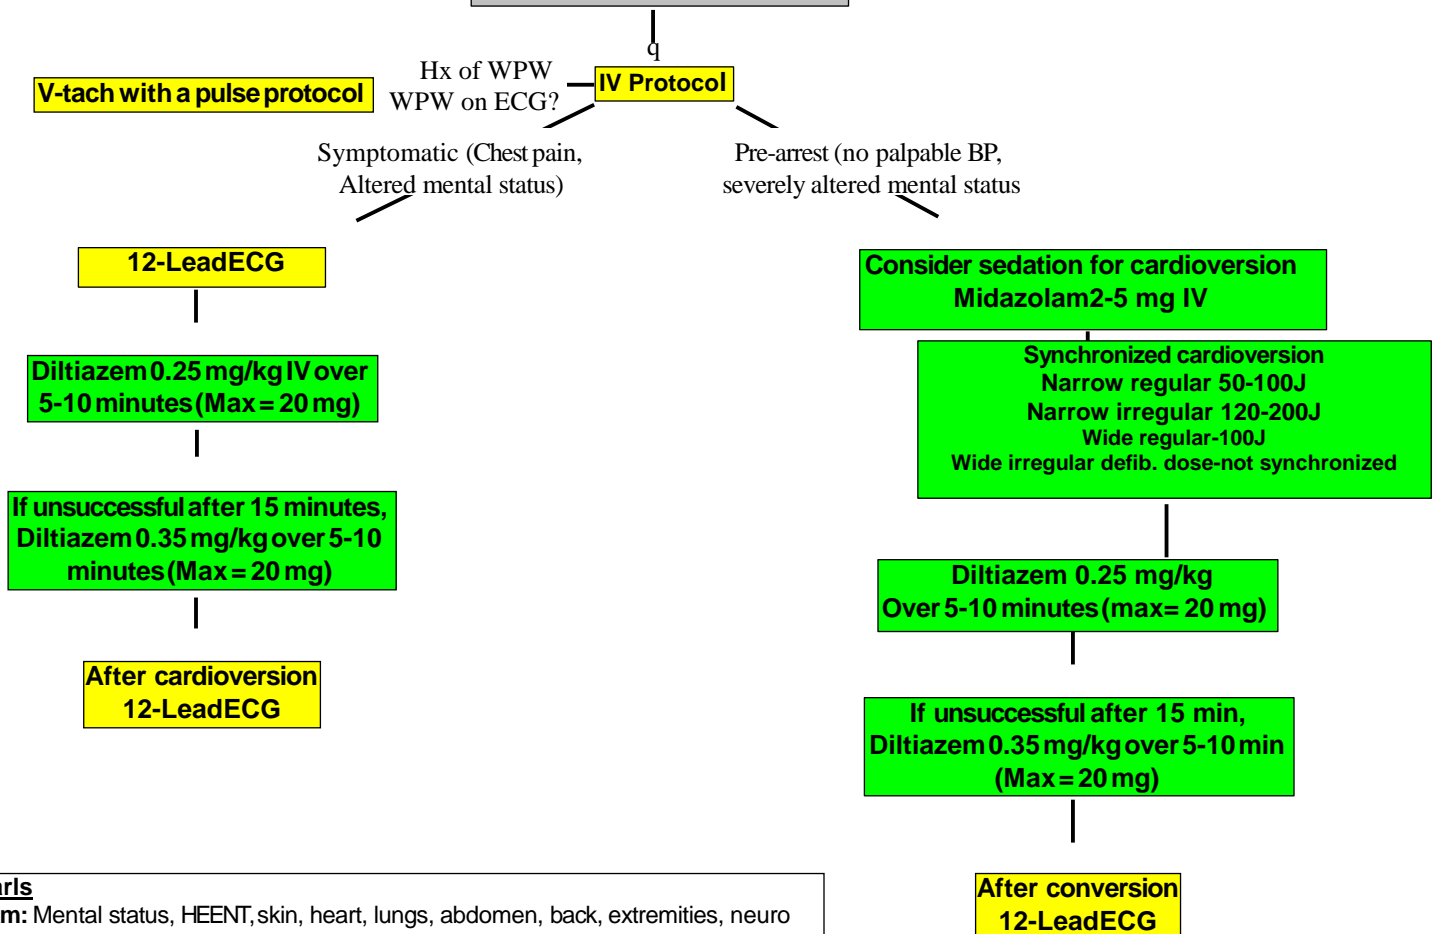 q
Hx of WPW
WPW on ECG?
IV Protocol
V-tach with a pulse protocol
Symptomatic (Chest pain,
Altered mental status)
Pre-arrest (no palpable BP,
severely altered mental status
12-LeadECG
Diltiazem 0.25 mg/kg IV over
5-10 minutes (Max = 20 mg)
If unsuccessful after 15 minutes,
Diltiazem 0.35 mg/kg over 5-10
minutes (Max = 20 mg)
After cardioversion
12-LeadECG
Consider sedation for cardioversion
Midazolam2-5 mg IV
Synchronized cardioversion
Narrow regular 50-100J
Narrow irregular 120-200J
Wide regular-100J
Wide irregular defib. dose-not synchronized
Diltiazem 0.25 mg/kg
Over 5-10 minutes (max= 20 mg)
If unsuccessful after 15 min,
Diltiazem 0.35 mg/kg over 5-10 min
(Max = 20 mg)
After conversion
12-LeadECG
arls
m: Mental status, HEENT, skin, heart, lungs, abdomen, back, extremities, neuro